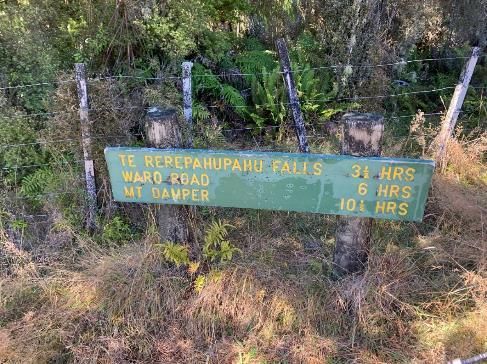 TE REREPAHUPAHU FALLS 3½ HRS
WARO ROAD 6 HRS
MT DAMPER 10½ HRS